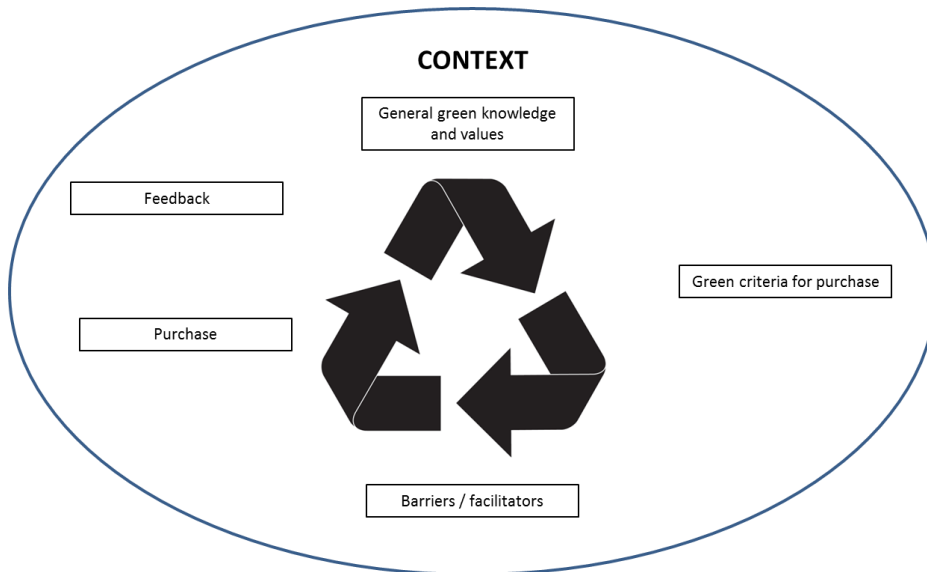 CONTEXT
General green knowledge
and values
Feedback
Green criteria for purchase
Purchase
Barriers / facilitators